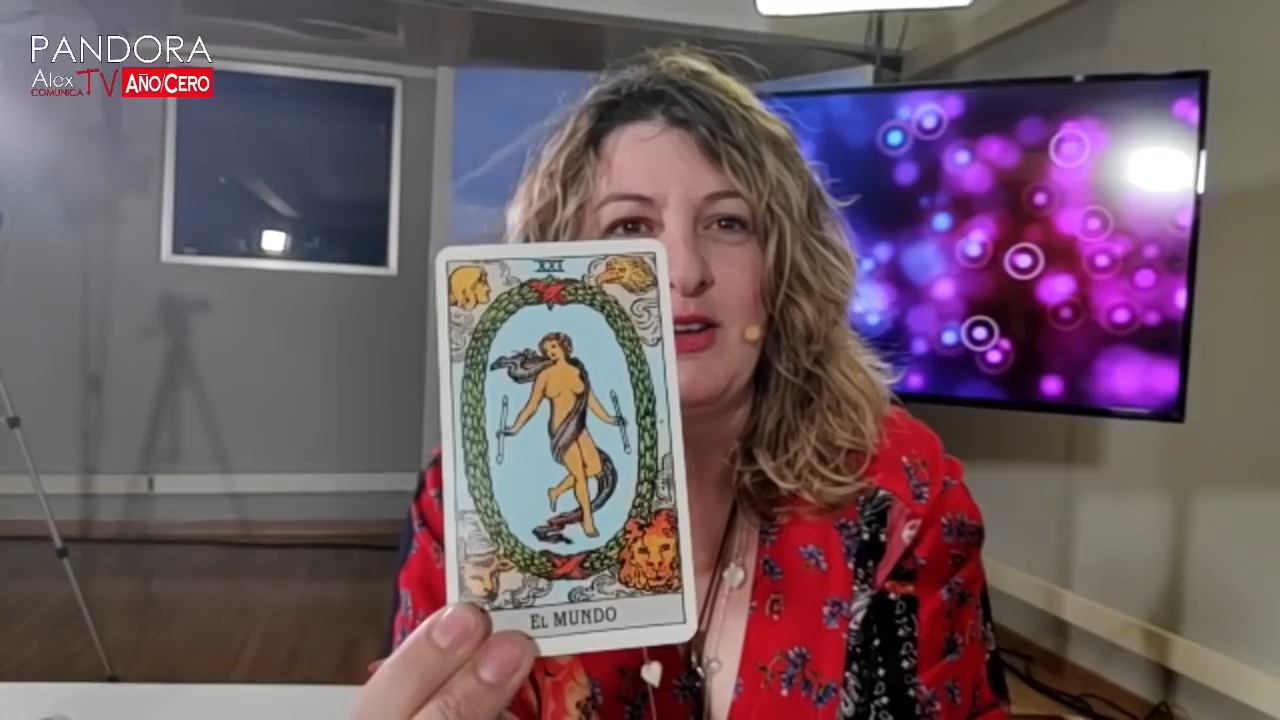 PANDORA
Alex TV AÑO/CERO
COMUNICA
XXI
EL MUNDO